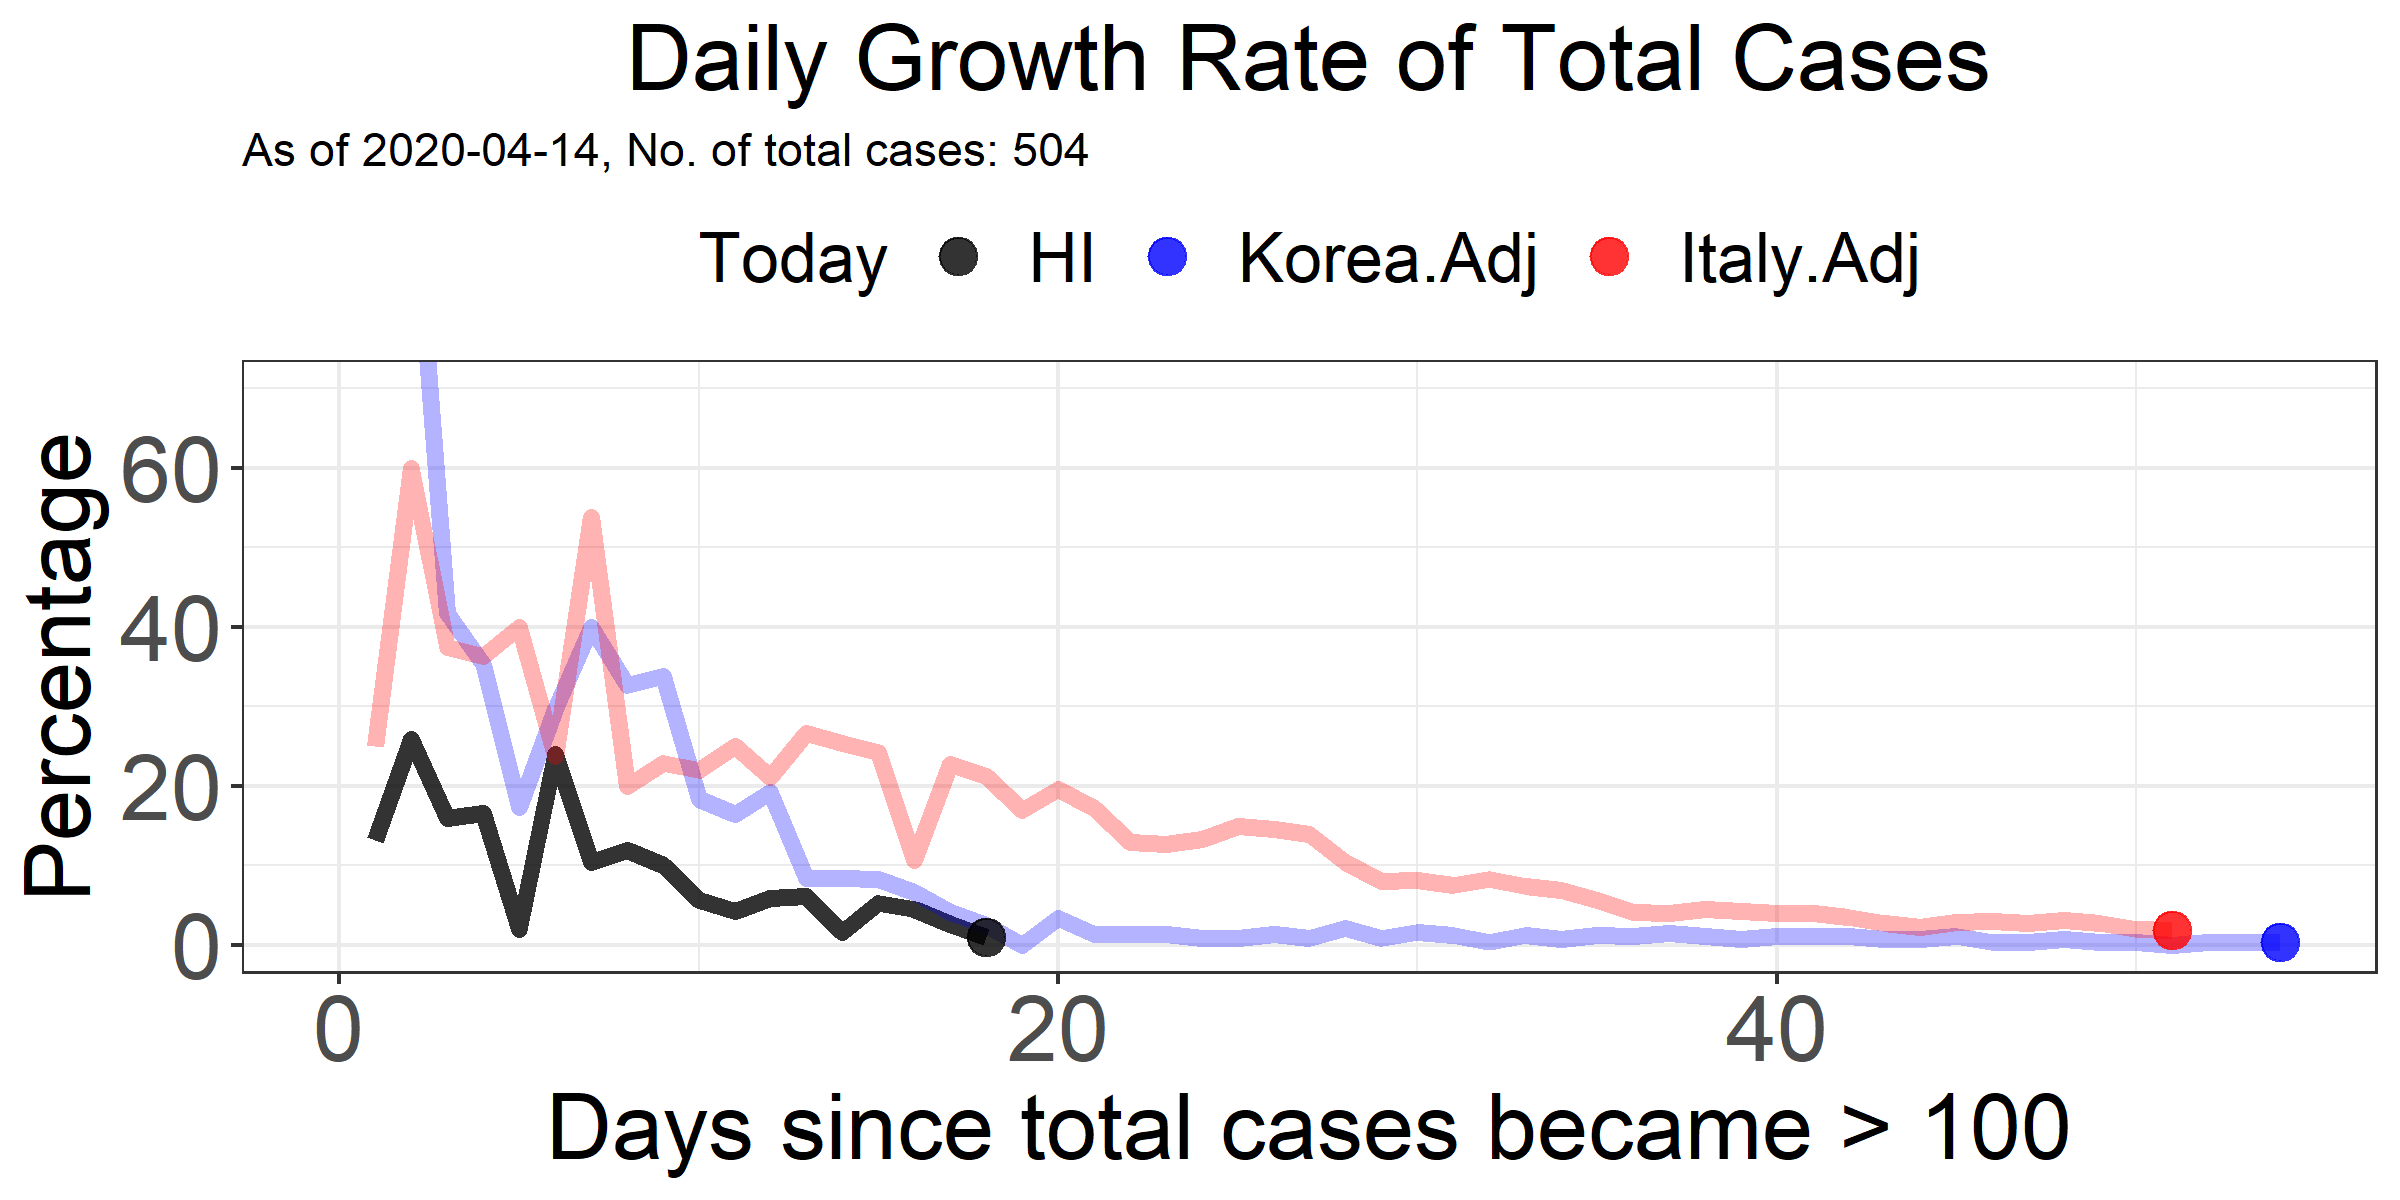 Daily Growth Rate of Total Cases
As of 2020-04-14, No. of total cases: 504
Today HI Korea.Adj Italy.Adj
Percentage
60
40
20
0
0 20 40
Days since total cases became > 100